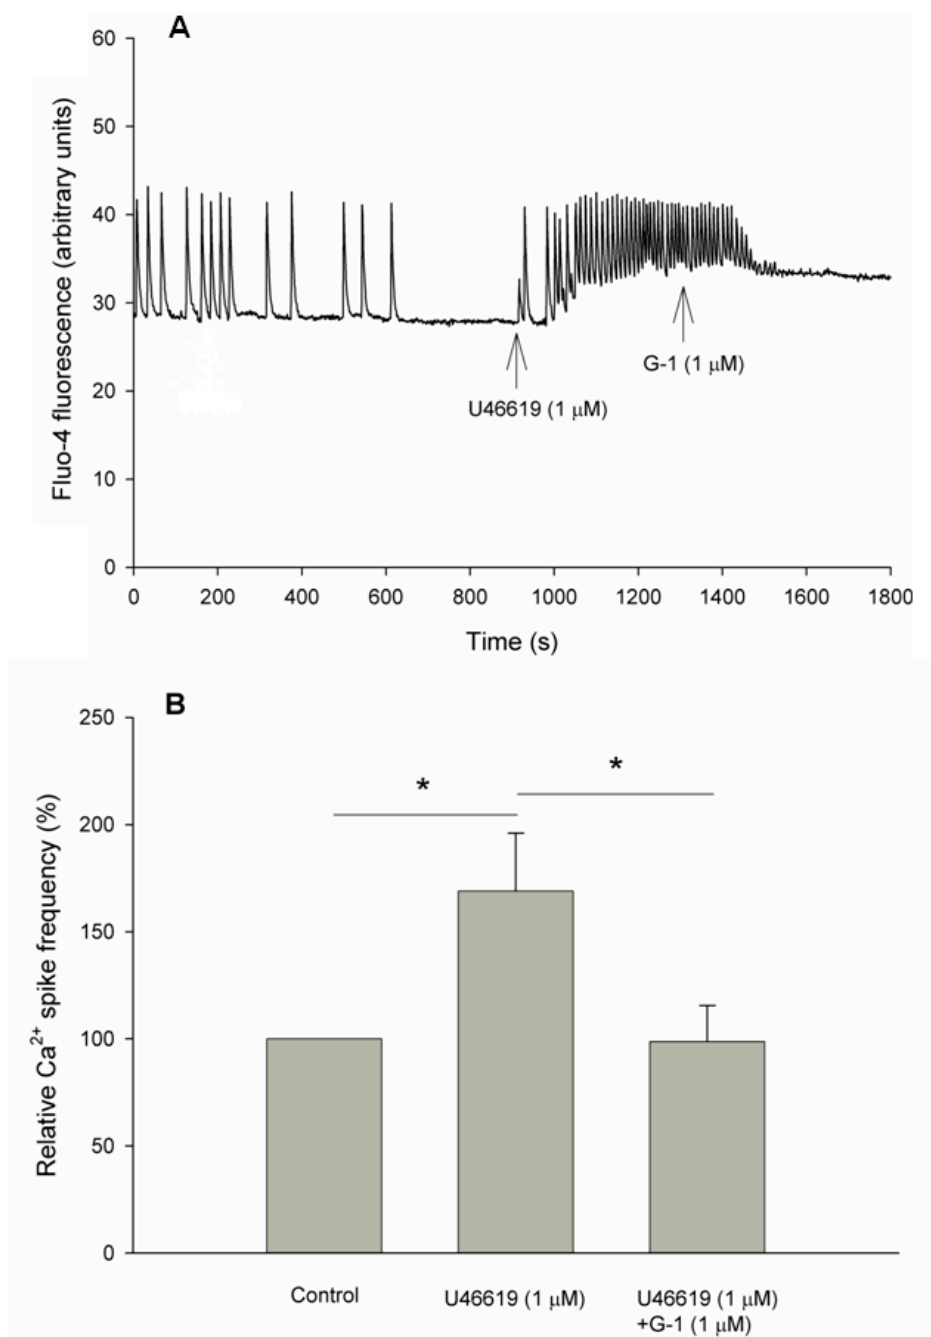 A
60
50
40
30
20
10
0
Fluo-4 fluorescence (arbitrary units)
U46619 (1 μM)
G-1 (1 μM)
0 200 400 600 800 1000 1200 1400 1600 1800
Time (s)
B
250
200
150
100
50
0
Relative Ca²⁺ spike frequency (%)
*
*
Control
U46619 (1 μM)
U46619 (1 μM)
+G-1 (1 μM)